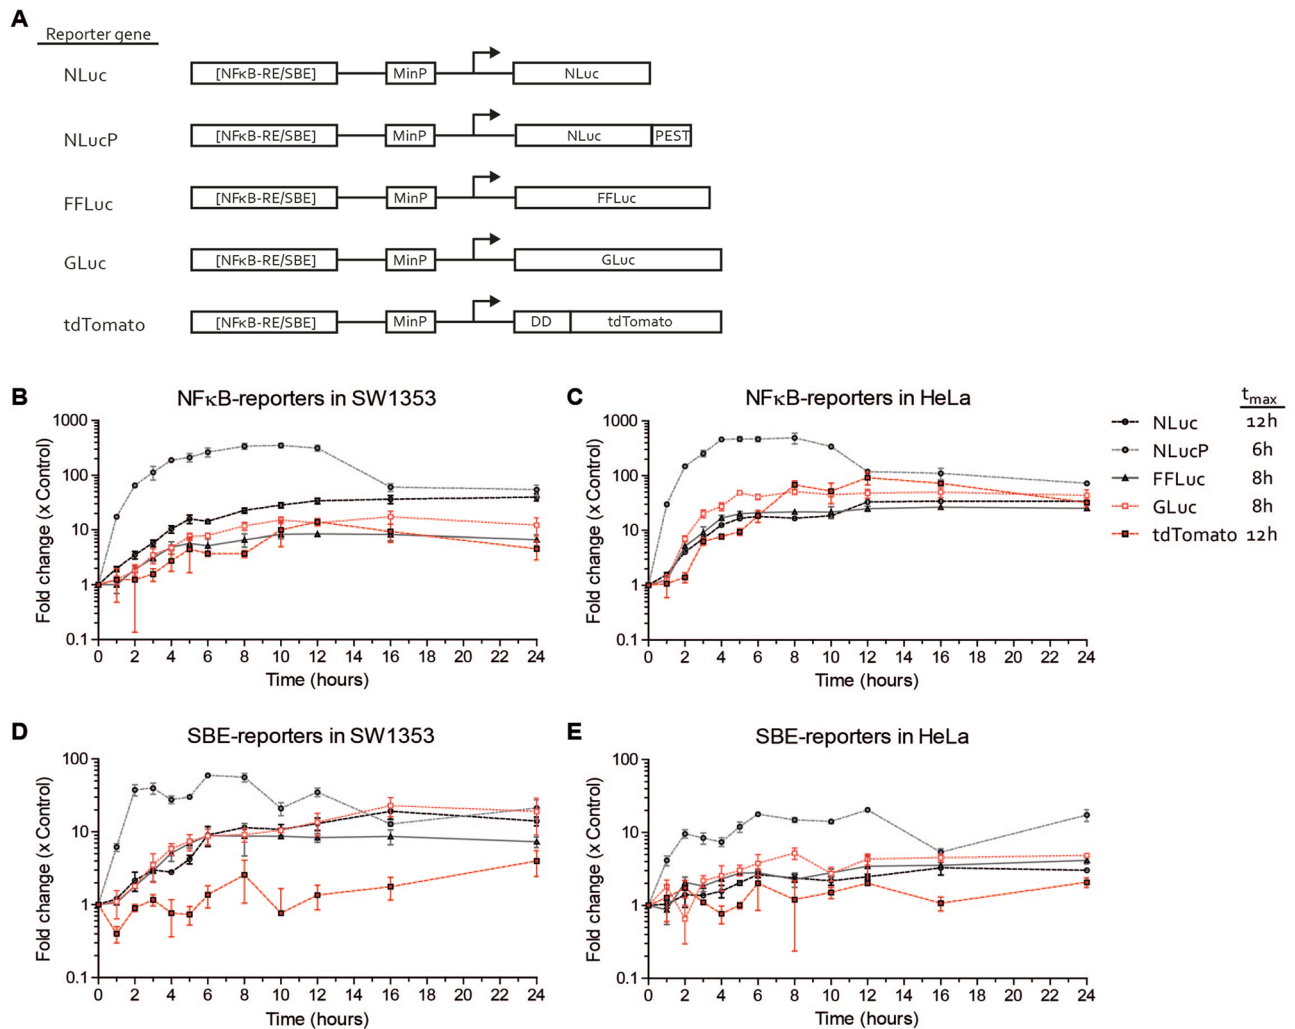 A
Reporter gene
NLuc [NFκB-RE/SBE] MinP NLuc
NLucP [NFκB-RE/SBE] MinP NLuc PEST
FFLuc [NFκB-RE/SBE] MinP FFLuc
GLuc [NFκB-RE/SBE] MinP GLuc
tdTomato [NFκB-RE/SBE] MinP DD tdTomato
B NFκB-reporters in SW1353
Fold change (x Control)
1000
100
10
1
0.1
0 2 4 6 8 10 12 14 16 18 20 22 24
Time (hours)
C NFκB-reporters in HeLa
Fold change (x Control)
1000
100
10
1
0.1
0 2 4 6 8 10 12 14 16 18 20 22 24
Time (hours)
tmax
NLuc 12h
NLucP 6h
FFLuc 8h
GLuc 8h
tdTomato 12h
D SBE-reporters in SW1353
Fold change (x Control)
100
10
1
0.1
0 2 4 6 8 10 12 14 16 18 20 22 24
Time (hours)
E SBE-reporters in HeLa
Fold change (x Control)
100
10
1
0.1
0 2 4 6 8 10 12 14 16 18 20 22 24
Time (hours)